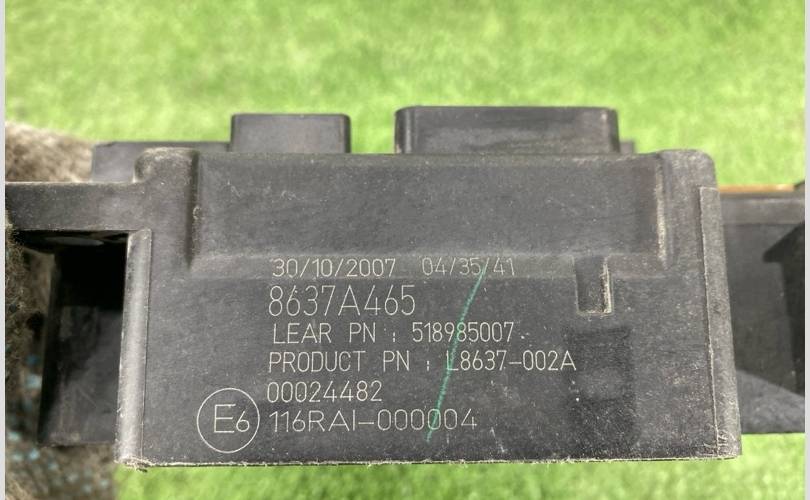 30/10/2007 04/35/41
8637A465
LEAR PN : 518985007
PRODUCT PN : L8637-002A
00024482
E6 116RAI-000004